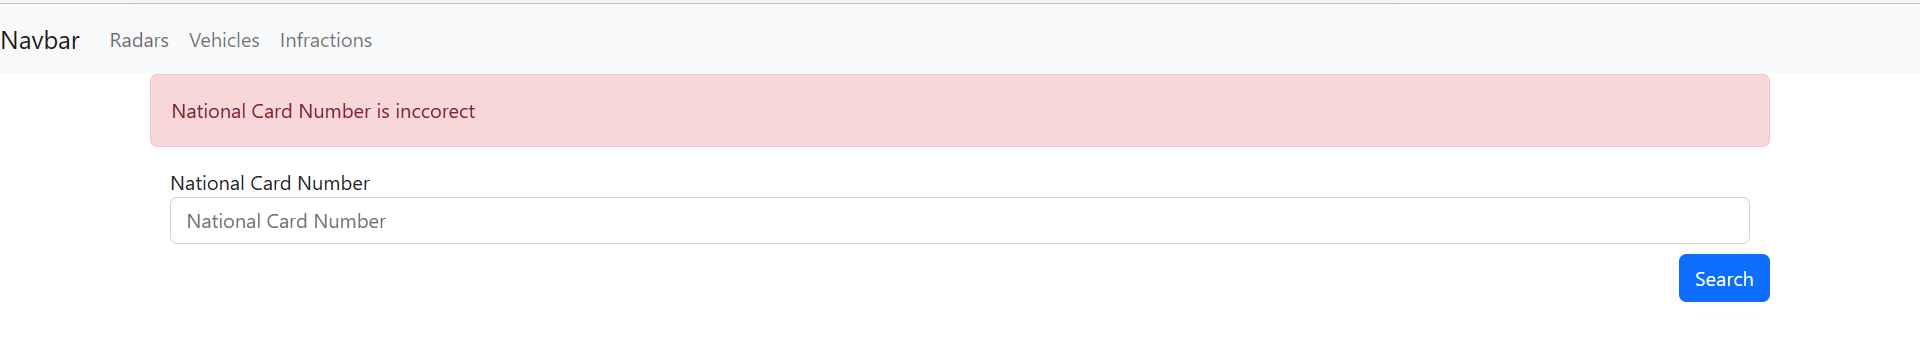 Navbar Radars Vehicles Infractions
National Card Number is inccorect
National Card Number
National Card Number
Search